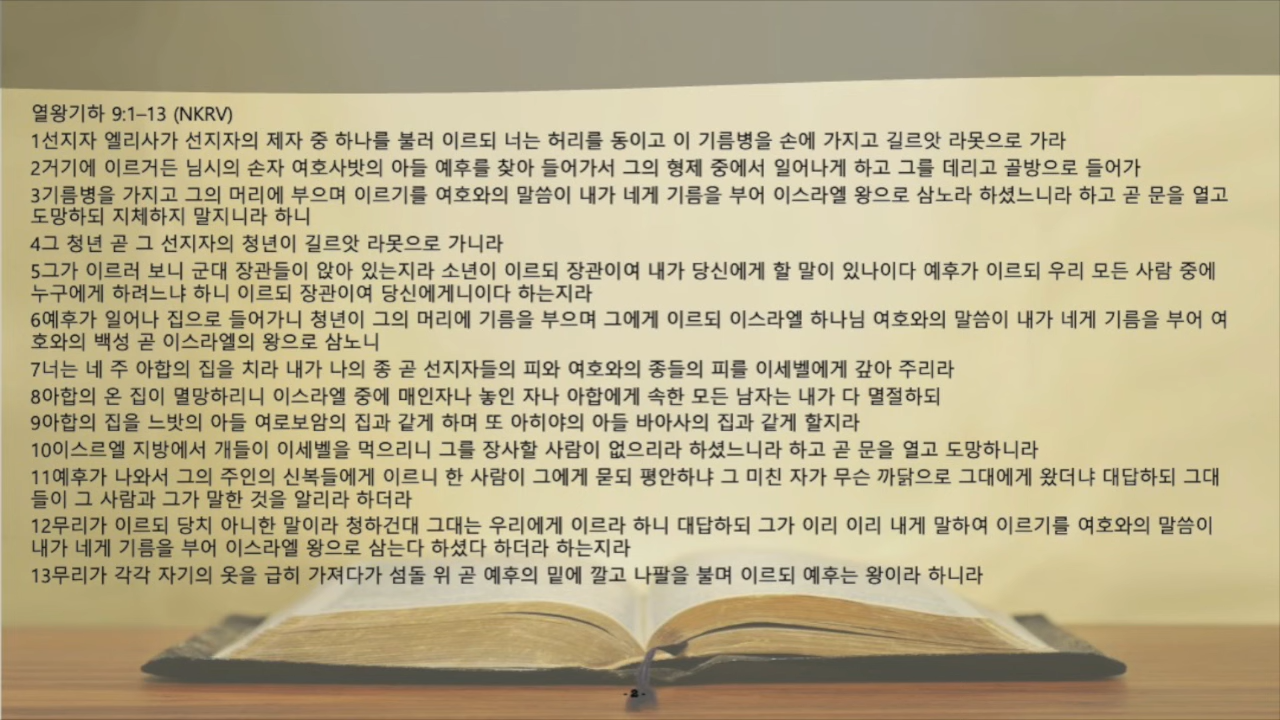 열왕기하 9:1–13 (NKRV)
1선지자 엘리사가 선지자의 제자 중 하나를 불러 이르되 너는 허리를 동이고 이 기름병을 손에 가지고 길르앗 라못으로 가라
2거기에 이르거든 님시의 손자 여호사밧의 아들 예후를 찾아 들어가서 그의 형제 중에서 일어나게 하고 그를 데리고 골방으로 들어가
3기름병을 가지고 그의 머리에 부으며 이르기를 여호와의 말씀이 내가 네게 기름을 부어 이스라엘 왕으로 삼노라 하셨느니라 하고 곧 문을 열고
도망하되 지체하지 말지니라 하니
4그 청년 곧 그 선지자의 청년이 길르앗 라못으로 가니라
5그가 이르러 보니 군대 장관들이 앉아 있는지라 소년이 이르되 장관이여 내가 당신에게 할 말이 있나이다 예후가 이르되 우리 모든 사람 중에
누구에게 하려느냐 하니 이르되 장관이여 당신에게니이다 하는지라
6예후가 일어나 집으로 들어가니 청년이 그의 머리에 기름을 부으며 그에게 이르되 이스라엘 하나님 여호와의 말씀이 내가 네게 기름을 부어 여
호와의 백성 곧 이스라엘의 왕으로 삼노니
7너는 네 주 아합의 집을 치라 내가 나의 종 곧 선지자들의 피와 여호와의 종들의 피를 이세벨에게 갚아 주리라
8아합의 온 집이 멸망하리니 이스라엘 중에 매인자나 놓인 자나 아합에게 속한 모든 남자는 내가 다 멸절하되
9아합의 집을 느밧의 아들 여로보암의 집과 같게 하며 또 아히야의 아들 바아사의 집과 같게 할지라
10이스르엘 지방에서 개들이 이세벨을 먹으리니 그를 장사할 사람이 없으리라 하셨느니라 하고 곧 문을 열고 도망하니라
11예후가 나와서 그의 주인의 신복들에게 이르니 한 사람이 그에게 묻되 평안하냐 그 미친 자가 무슨 까닭으로 그대에게 왔더냐 대답하되 그대
들이 그 사람과 그가 말한 것을 알리라 하더라
12무리가 이르되 당치 아니한 말이라 청하건대 그대는 우리에게 이르라 하니 대답하되 그가 이리 이리 내게 말하여 이르기를 여호와의 말씀이
내가 네게 기름을 부어 이스라엘 왕으로 삼는다 하셨다 하더라 하는지라
13무리가 각각 자기의 옷을 급히 가져다가 섬돌 위 곧 예후의 밑에 깔고 나팔을 불며 이르되 예후는 왕이라 하니라
- 2 -